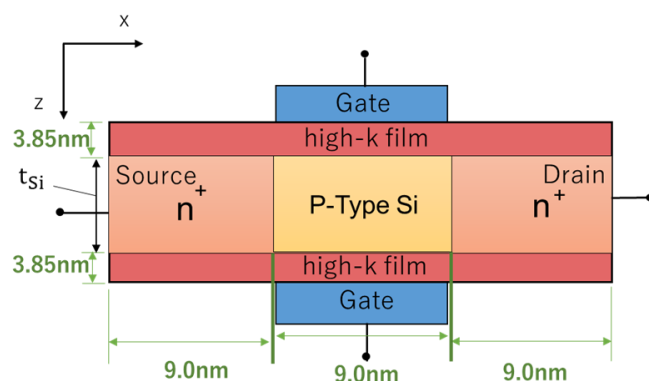 x
z
Gate
3.85nm
high-k film
tSi
Source
n+
P-Type Si
Drain
n+
3.85nm
high-k film
Gate
9.0nm
9.0nm
9.0nm